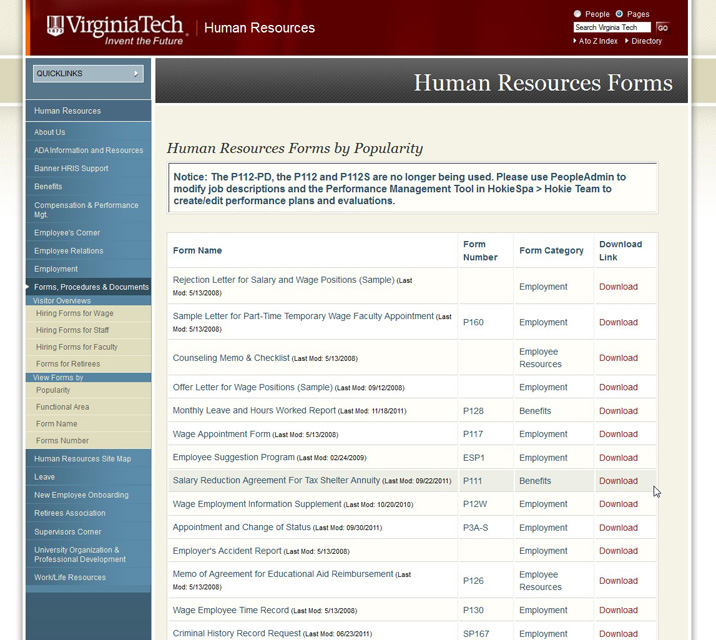 VirginiaTech
Invent the Future
Human Resources
People Pages
Search Virginia Tech GO
A to Z Index Directory
QUICKLINKS
Human Resources
About Us
ADA Information and Resources
Banner HRIS Support
Benefits
Compensation & Performance
Mgt.
Employee's Corner
Employee Relations
Employment
Forms, Procedures & Documents
Visitor Overviews
Hiring Forms for Wage
Hiring Forms for Staff
Hiring Forms for Faculty
Forms for Retirees
View Forms by
Popularity
Functional Area
Form Name
Forms Number
Human Resources Site Map
Leave
New Employee Onboarding
Retirees Association
Supervisors Corner
University Organization &
Professional Development
Work/Life Resources
Human Resources Forms
Human Resources Forms by Popularity
Notice: The P112-PD, the P112 and P112S are no longer being used. Please use PeopleAdmin to
modify job descriptions and the Performance Management Tool in HokieSpa > Hokie Team to
create/edit performance plans and evaluations.
Form Name Form Number Form Category Download Link
Rejection Letter for Salary and Wage Positions (Sample) (Last
Mod: 5/13/2008) Employment Download
Sample Letter for Part-Time Temporary Wage Faculty Appointment (Last
Mod: 5/13/2008) P160 Employment Download
Counseling Memo & Checklist (Last Mod: 5/13/2008) Employee Resources Download
Offer Letter for Wage Positions (Sample) (Last Mod: 09/12/2008) Employment Download
Monthly Leave and Hours Worked Report (Last Mod: 11/18/2011) P128 Benefits Download
Wage Appointment Form (Last Mod: 5/13/2008) P117 Employment Download
Employee Suggestion Program (Last Mod: 02/24/2009) ESP1 Employment Download
Salary Reduction Agreement For Tax Shelter Annuity (Last Mod: 09/22/2011) P111 Benefits Download
Wage Employment Information Supplement (Last Mod: 10/20/2010) P12W Employment Download
Appointment and Change of Status (Last Mod: 09/30/2011) P3A-S Employment Download
Employer's Accident Report (Last Mod: 5/13/2008) Employment Download
Memo of Agreement for Educational Aid Reimbursement (Last
Mod: 5/13/2008) P126 Employee Resources Download
Wage Employee Time Record (Last Mod: 5/13/2008) P130 Employment Download
Criminal History Record Request (Last Mod: 06/23/2011) SP167 Employment Download